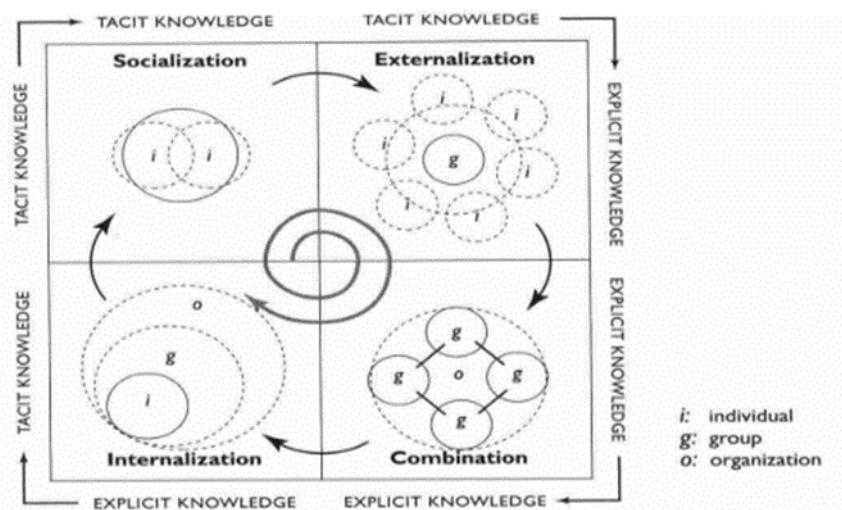 TACIT KNOWLEDGE TACIT KNOWLEDGE
Socialization Externalization
TACIT KNOWLEDGE
EXPLICIT KNOWLEDGE
i i
i
i
i
g
i
i
i
TACIT KNOWLEDGE
EXPLICIT KNOWLEDGE
o
g
i
g
g
o
g
g
Internalization Combination
EXPLICIT KNOWLEDGE EXPLICIT KNOWLEDGE
i: individual
g: group
o: organization